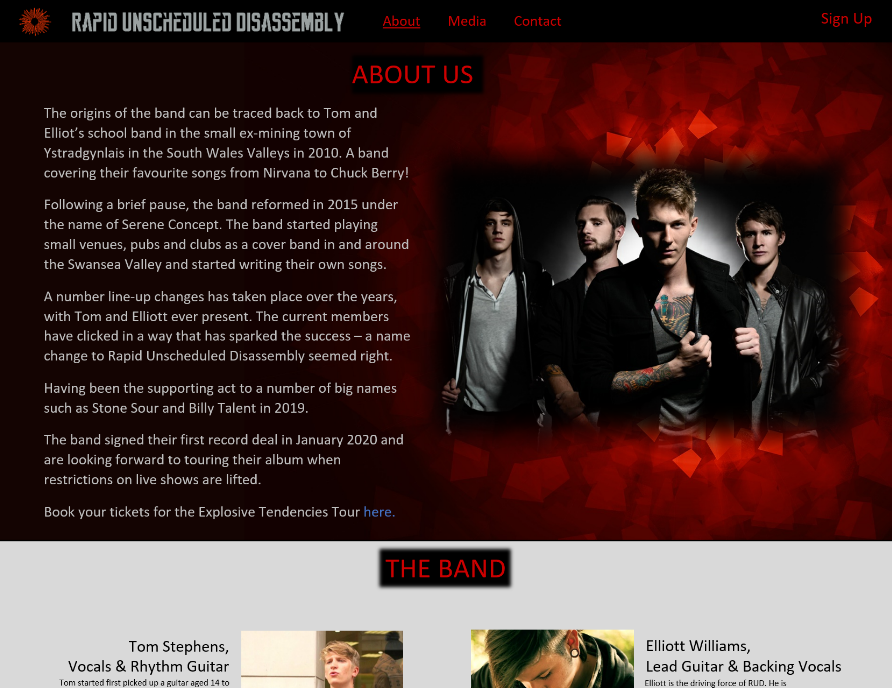 RAPID UNSCHEDULED DISASSEMBLY
About
Media
Contact
Sign Up
ABOUT US
The origins of the band can be traced back to Tom and
Elliot’s school band in the small ex-mining town of
Ystradgynlais in the South Wales Valleys in 2010. A band
covering their favourite songs from Nirvana to Chuck Berry!
Following a brief pause, the band reformed in 2015 under
the name of Serene Concept. The band started playing
small venues, pubs and clubs as a cover band in and around
the Swansea Valley and started writing their own songs.
A number line-up changes has taken place over the years,
with Tom and Elliott ever present. The current members
have clicked in a way that has sparked the success – a name
change to Rapid Unscheduled Disassembly seemed right.
Having been the supporting act to a number of big names
such as Stone Sour and Billy Talent in 2019.
The band signed their first record deal in January 2020 and
are looking forward to touring their album when
restrictions on live shows are lifted.
Book your tickets for the Explosive Tendencies Tour here.
THE BAND
Tom Stephens,
Vocals & Rhythm Guitar
Tom started first picked up a guitar aged 14 to
Elliott Williams,
Lead Guitar & Backing Vocals
Elliott is the driving force of RUD. He is